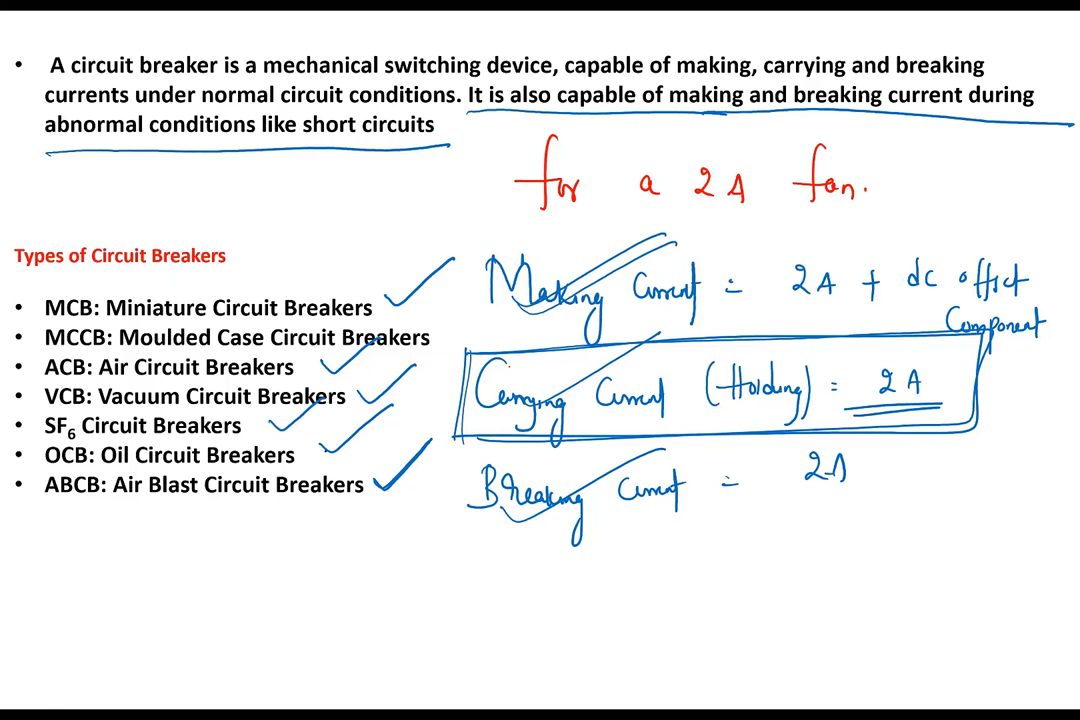 • A circuit breaker is a mechanical switching device, capable of making, carrying and breaking
currents under normal circuit conditions. It is also capable of making and breaking current during
abnormal conditions like short circuits
for a 2A fan.
Types of Circuit Breakers
• MCB: Miniature Circuit Breakers
• MCCB: Moulded Case Circuit Breakers
• ACB: Air Circuit Breakers
• VCB: Vacuum Circuit Breakers
• SF6 Circuit Breakers
• OCB: Oil Circuit Breakers
• ABCB: Air Blast Circuit Breakers
Making Current = 2A + dc offset
Component
Carrying Current (Holding) = 2A
Breaking Current = 2A